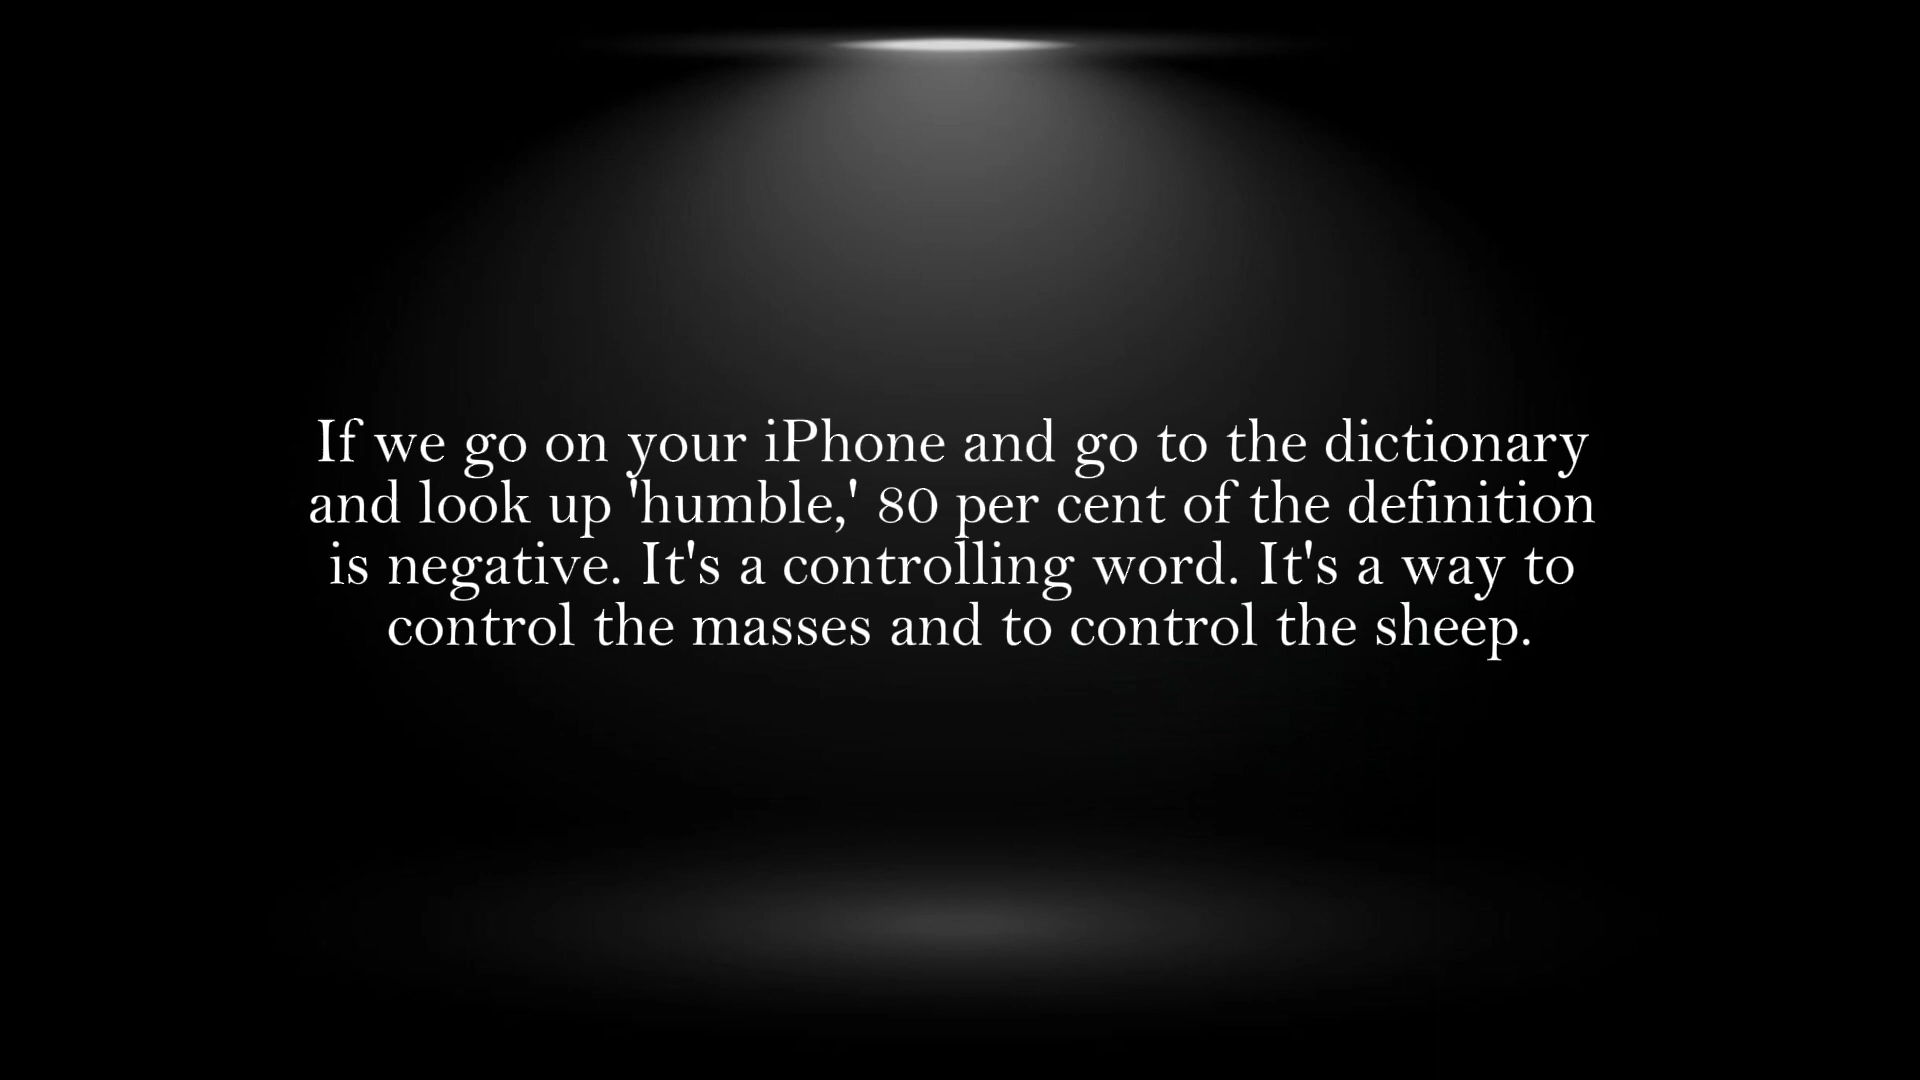 If we go on your iPhone and go to the dictionary
and look up 'humble,' 80 per cent of the definition
is negative. It's a controlling word. It's a way to
control the masses and to control the sheep.